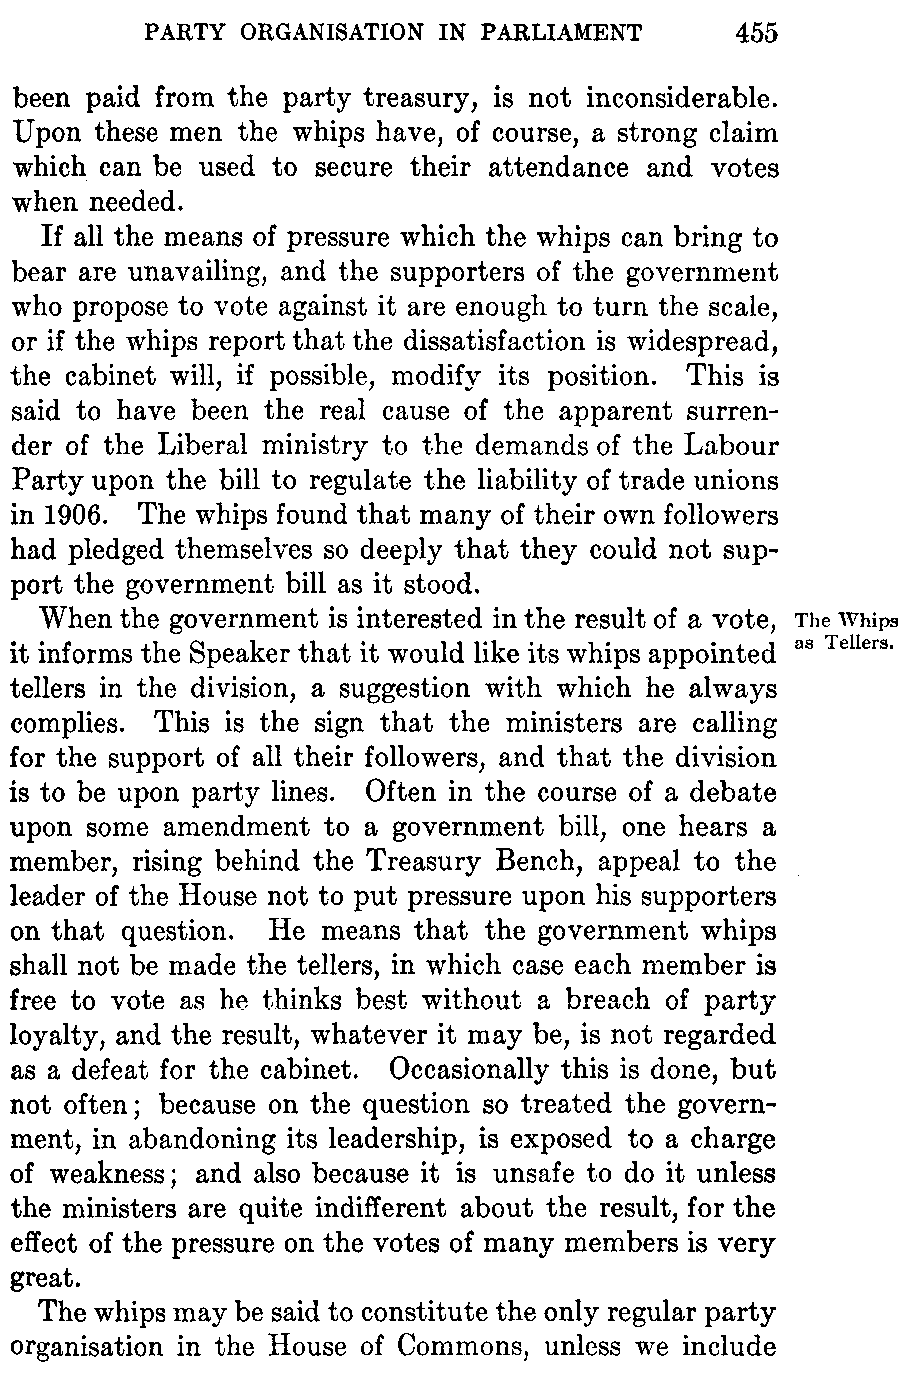 PARTY ORGANISATION IN PARLIAMENT 455
been paid from the party treasury, is not inconsiderable.
Upon these men the whips have, of course, a strong claim
which can be used to secure their attendance and votes
when needed.
If all the means of pressure which the whips can bring to
bear are unavailing, and the supporters of the government
who propose to vote against it are enough to turn the scale,
or if the whips report that the dissatisfaction is widespread,
the cabinet will, if possible, modify its position. This is
said to have been the real cause of the apparent surren-
der of the Liberal ministry to the demands of the Labour
Party upon the bill to regulate the liability of trade unions
in 1906. The whips found that many of their own followers
had pledged themselves so deeply that they could not sup-
port the government bill as it stood.
When the government is interested in the result of a vote,
The Whips
as Tellers.
it informs the Speaker that it would like its whips appointed
tellers in the division, a suggestion with which he always
complies. This is the sign that the ministers are calling
for the support of all their followers, and that the division
is to be upon party lines. Often in the course of a debate
upon some amendment to a government bill, one hears a
member, rising behind the Treasury Bench, appeal to the
leader of the House not to put pressure upon his supporters
on that question. He means that the government whips
shall not be made the tellers, in which case each member is
free to vote as he thinks best without a breach of party
loyalty, and the result, whatever it may be, is not regarded
as a defeat for the cabinet. Occasionally this is done, but
not often; because on the question so treated the govern-
ment, in abandoning its leadership, is exposed to a charge
of weakness; and also because it is unsafe to do it unless
the ministers are quite indifferent about the result, for the
effect of the pressure on the votes of many members is very
great.
The whips may be said to constitute the only regular party
organisation in the House of Commons, unless we include